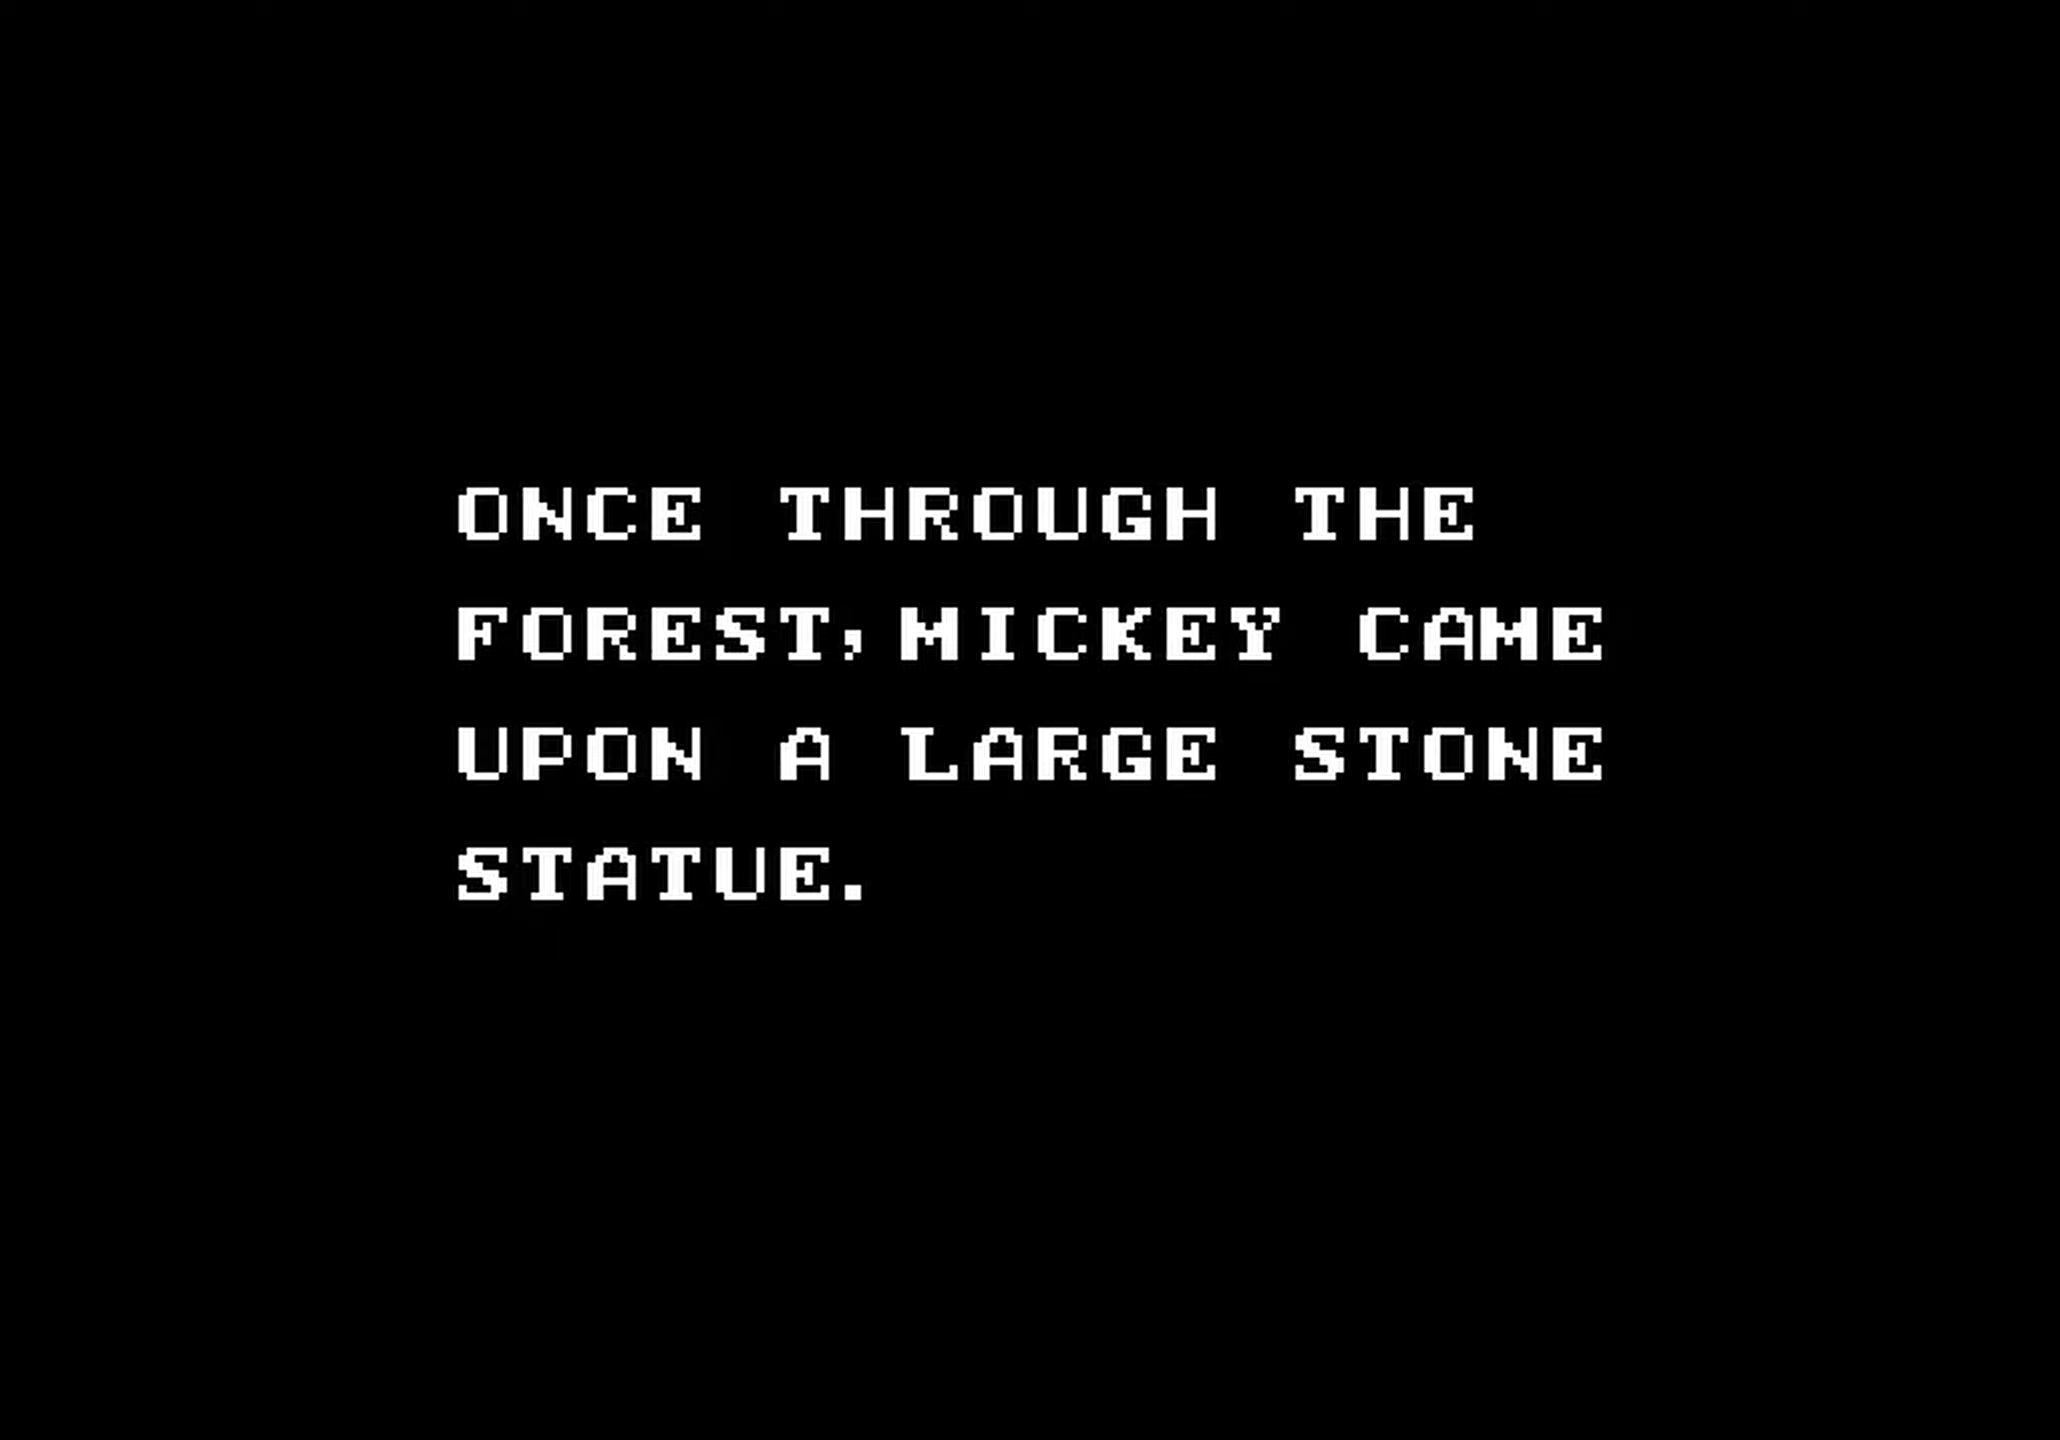 ONCE THROUGH THE
FOREST,MICKEY CAME
UPON A LARGE STONE
STATUE.